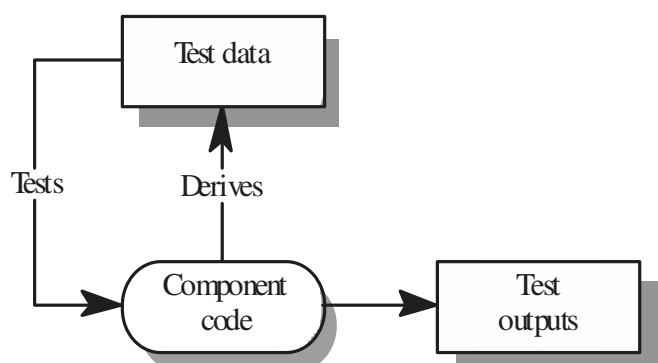 Test data
Tests
Derives
Component
code
Test
outputs